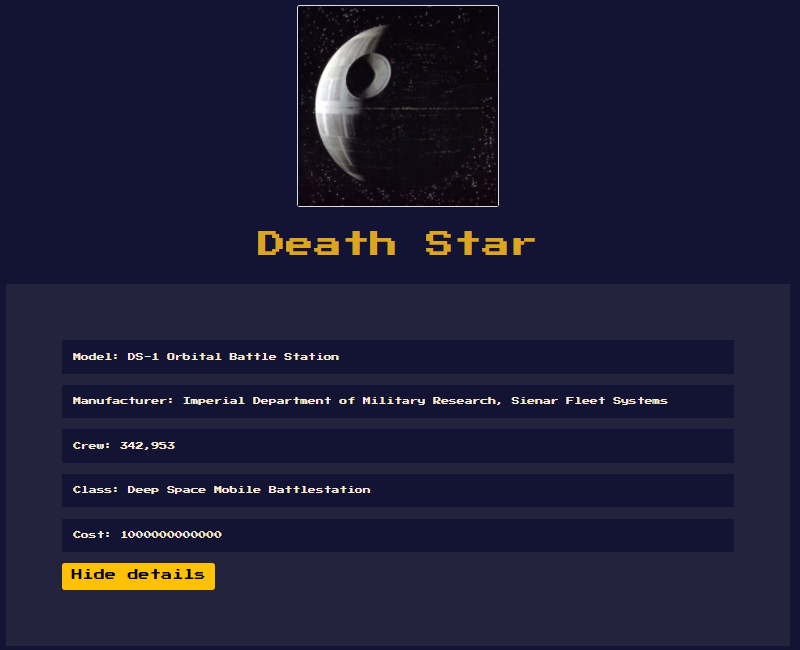 Death Star
Model: DS-1 Orbital Battle Station
Manufacturer: Imperial Department of Military Research, Sienar Fleet Systems
Crew: 342,953
Class: Deep Space Mobile Battlestation
Cost: 1000000000000
Hide details